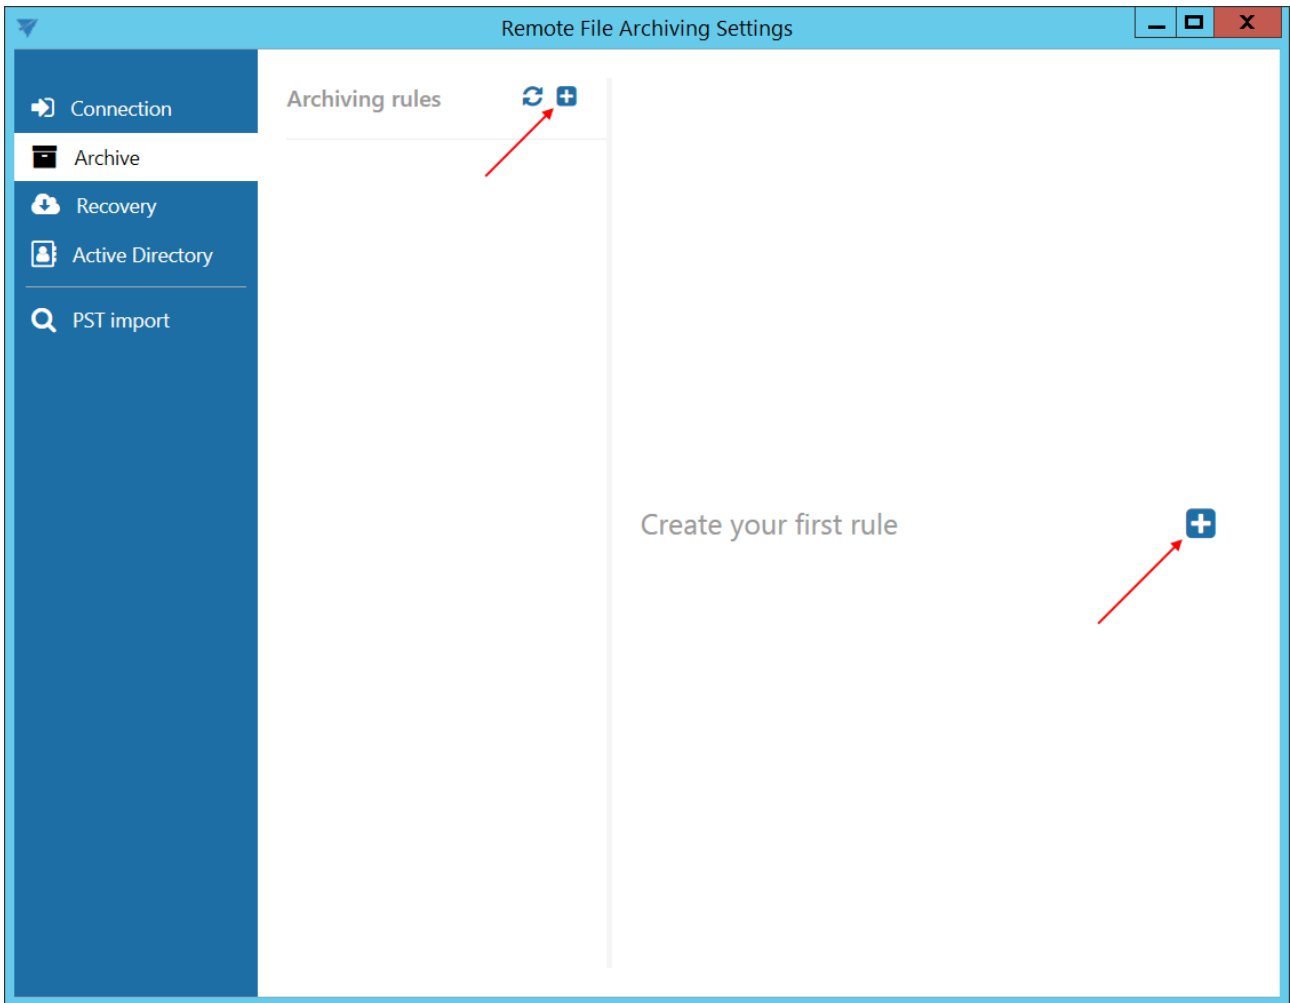 Remote File Archiving Settings
Connection
Archive
Recovery
Active Directory
PST import
Archiving rules
Create your first rule